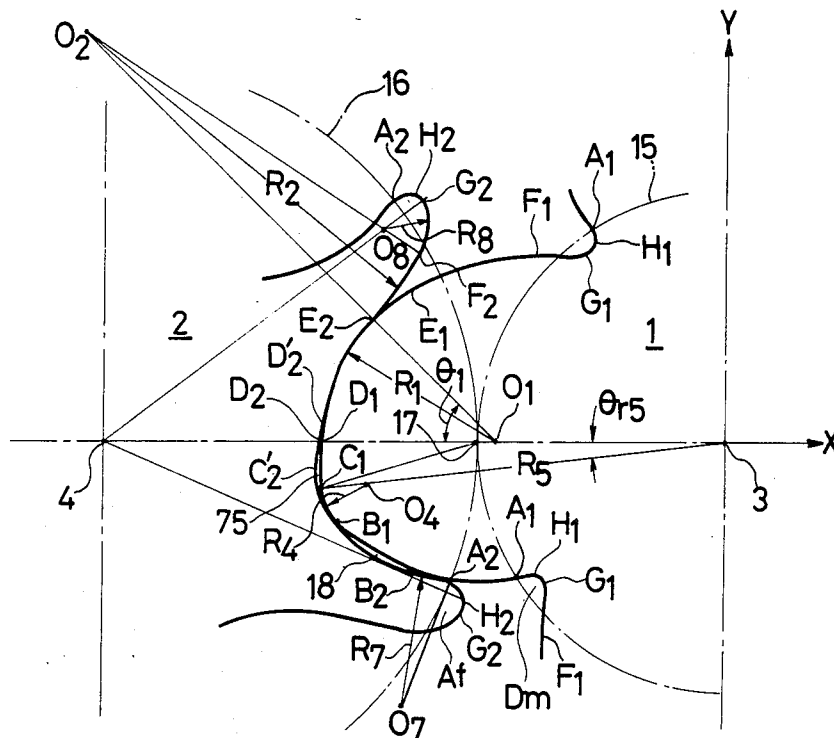 O2
Y
16
15
A2
H2
A1
G2
R2
F1
R8
H1
O8
F2
G1
E2
E1
2
1
D'2
θ1
R1
D2
D1
O1
θr5
17
X
4
C'2
C1
R5
3
75
O4
R4
B1
A1
H1
18
A2
G1
B2
H2
G2
R7
Af
F1
Dm
O7